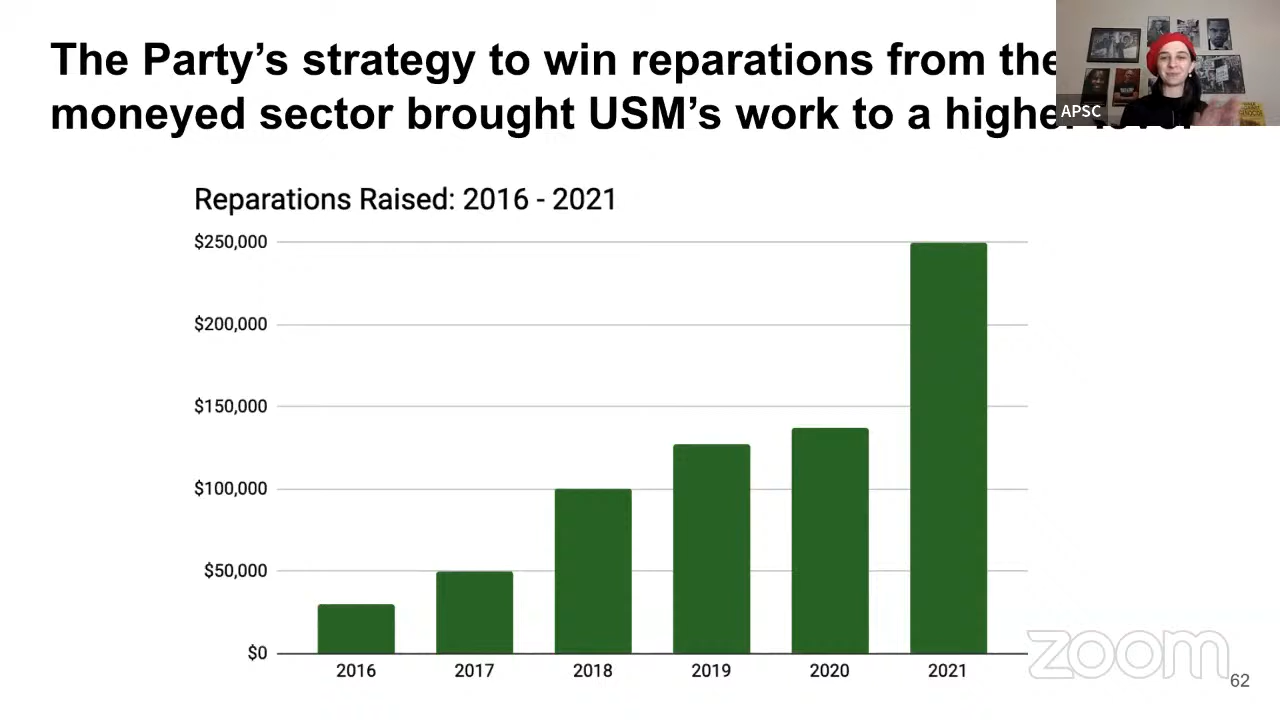 The Party's strategy to win reparations from the
moneyed sector brought USM's work to a higher level
APSC
Reparations Raised: 2016 - 2021
$250,000
$200,000
$150,000
$100,000
$50,000
$0
2016 2017 2018 2019 2020 2021
zoom
62